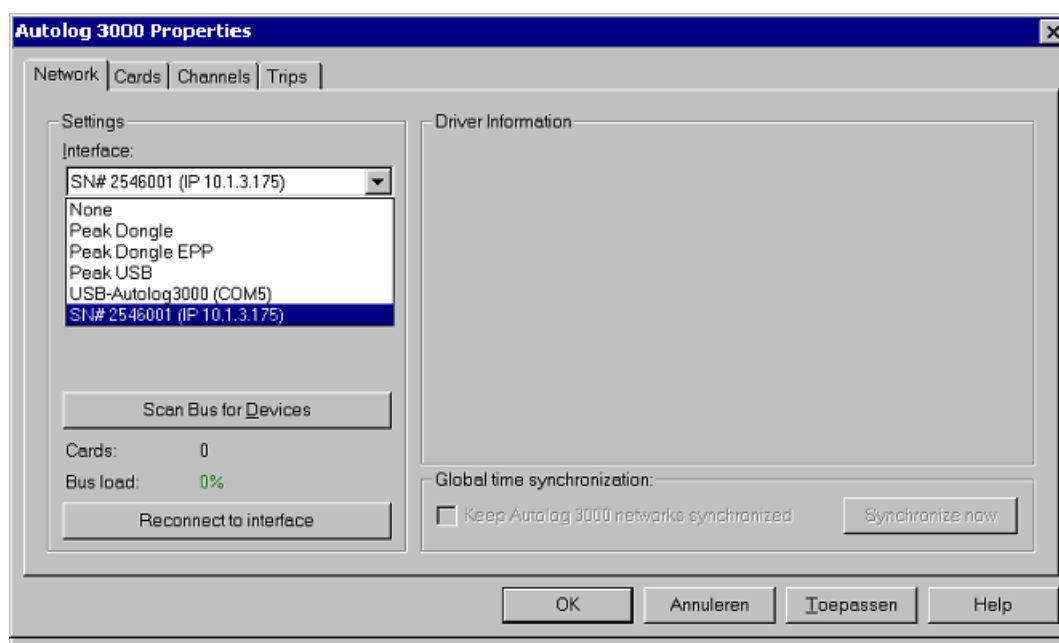 Autolog 3000 Properties
Network Cards Channels Trips
Settings
Interface:
SN# 2546001 (IP 10.1.3.175)
None
Peak Dongle
Peak Dongle EPP
Peak USB
USB-Autolog3000 (COM5)
SN# 2546001 (IP 10.1.3.175)
Scan Bus for Devices
Cards: 0
Bus load: 0%
Reconnect to interface
Driver Information
Global time synchronization:
Keep Autolog 3000 networks synchronized
Synchronize now
OK Annuleren Toepassen Help